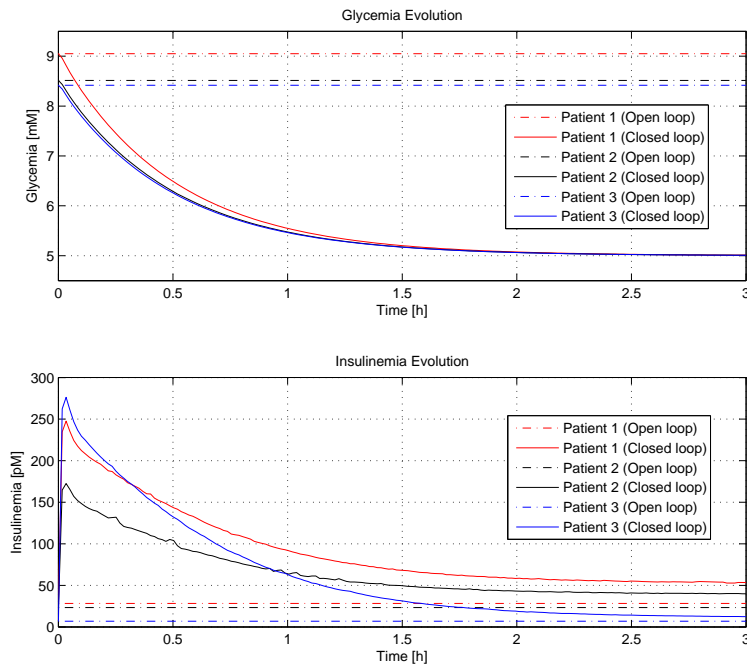 Glycemia Evolution
Glycemia [mM]
9
8
7
6
5
Patient 1 (Open loop)
Patient 1 (Closed loop)
Patient 2 (Open loop)
Patient 2 (Closed loop)
Patient 3 (Open loop)
Patient 3 (Closed loop)
0 0.5 1 1.5 2 2.5 3
Time [h]
Insulinemia Evolution
Insulinemia [pM]
300
250
200
150
100
50
0
Patient 1 (Open loop)
Patient 1 (Closed loop)
Patient 2 (Open loop)
Patient 2 (Closed loop)
Patient 3 (Open loop)
Patient 3 (Closed loop)
0 0.5 1 1.5 2 2.5 3
Time [h]